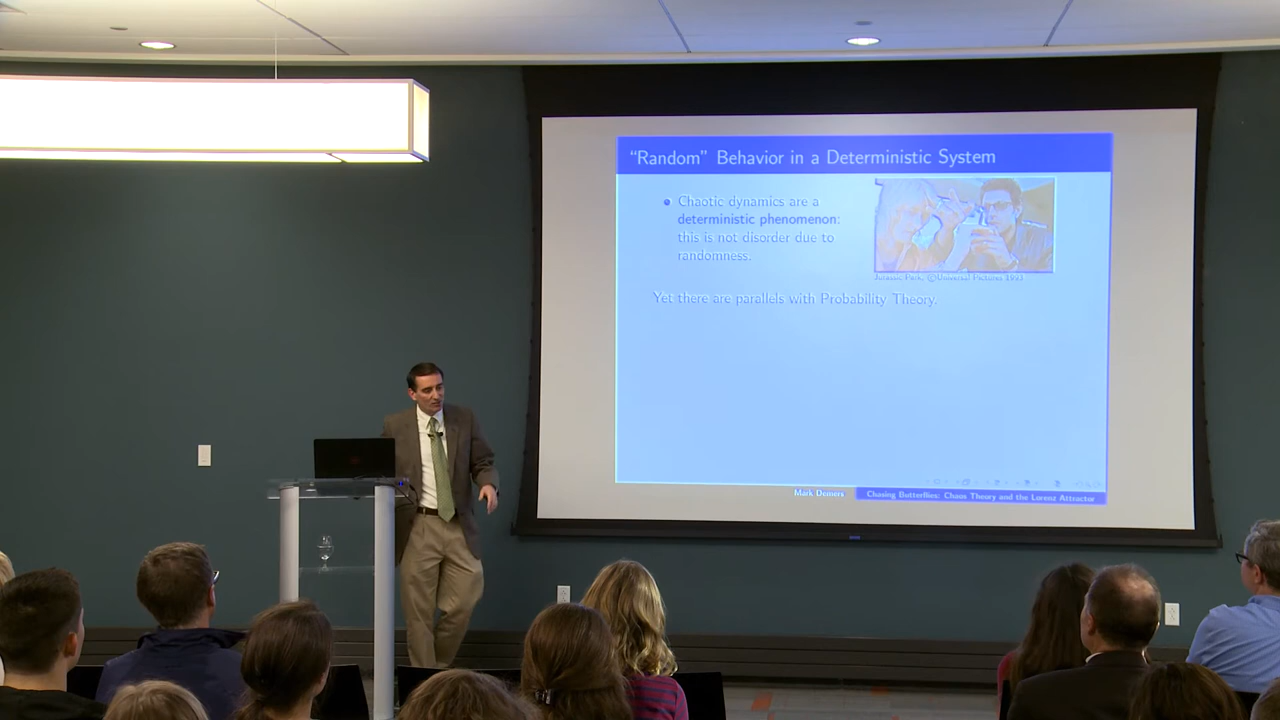 “Random” Behavior in a Deterministic System
Chaotic dynamics are a
deterministic phenomenon:
this is not disorder due to
randomness.
Jurassic Park, ©Universal Pictures 1993
Yet there are parallels with Probability Theory.
Mark Demers
Chasing Butterflies: Chaos Theory and the Lorenz Attractor